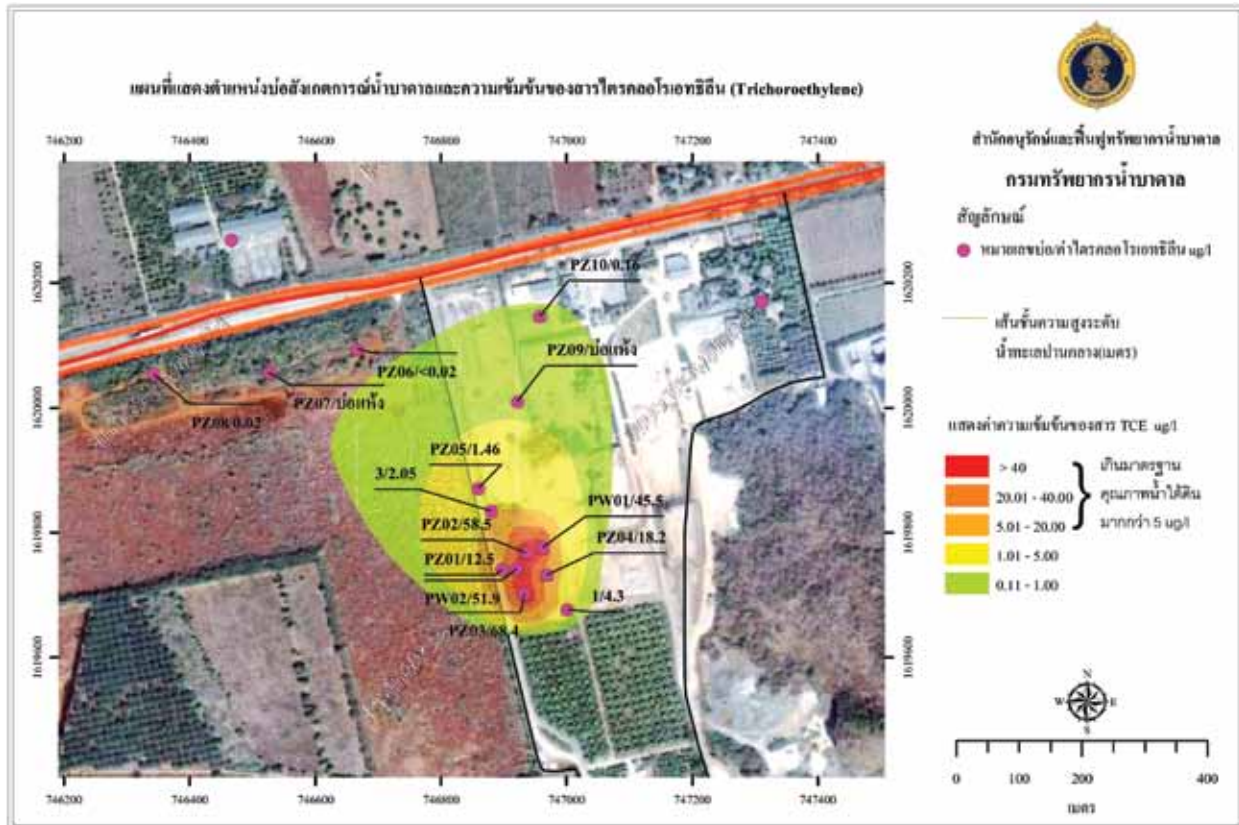 แผนที่แสดงตำแหน่งบ่อสังเกตการณ์น้ำบาดาลและความเข้มข้นของสารไตรคลอโรเอทธิลีน (Trichoroethylene)
746200 746400 746600 746800 747000 747200 747400
1620200
1620000
1619800
1619600
PZ10/0.16
PZ09/บ่อแห้ง
PZ06/<0.02
PZ07/บ่อแห้ง
PZ08/0.02
PZ05/1.46
3/2.05
PW01/45.5
PZ02/58.5
PZ04/18.2
PZ01/12.5
PW02/51.9
1/4.3
PZ03/68.4
1620200
1620000
1619800
1619600
746200 746400 746600 746800 747000 747200 747400
สำนักอนุรักษ์และฟื้นฟูทรัพยากรน้ำบาดาล
กรมทรัพยากรน้ำบาดาล
สัญลักษณ์
หมายเลขบ่อ/ค่าไตรคลอโรเอทธิลีน ug/l
เส้นชั้นความสูงระดับ
น้ำทะเลปานกลาง(เมตร)
แสดงค่าความเข้มข้นของสาร TCE ug/l
> 40
20.01 - 40.00
5.01 - 20.00
1.01 - 5.00
0.11 - 1.00
เกินมาตรฐาน
คุณภาพน้ำใต้ดิน
มากกว่า 5 ug/l
N
W E
S
0 100 200 400
เมตร